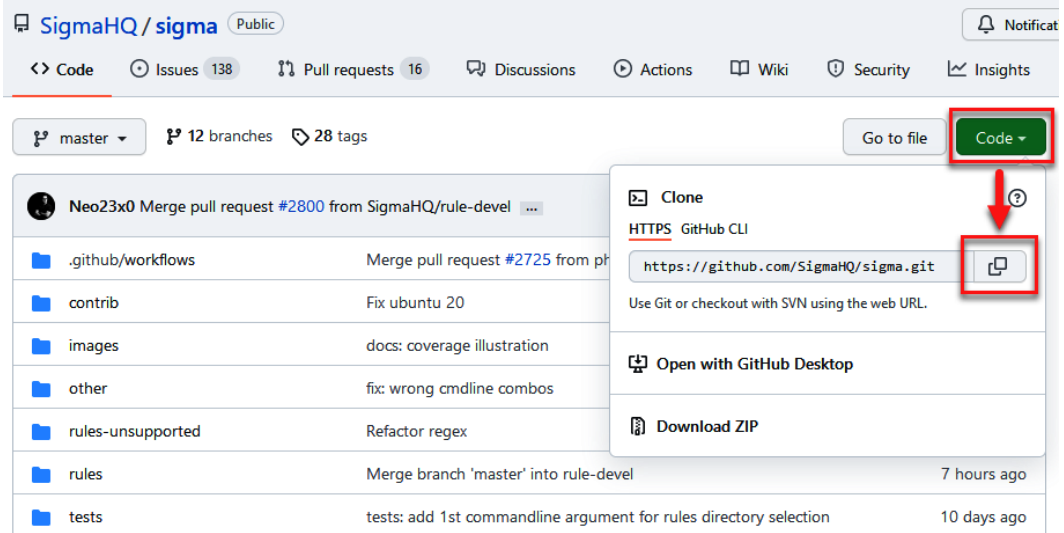 SigmaHQ / sigma Public
Notificat
Code Issues 138 Pull requests 16 Discussions Actions Wiki Security Insights
master 12 branches 28 tags Go to file Code
Neo23x0 Merge pull request #2800 from SigmaHQ/rule-devel ...
Clone
HTTPS GitHub CLI
https://github.com/SigmaHQ/sigma.git
Use Git or checkout with SVN using the web URL.
Open with GitHub Desktop
Download ZIP
.github/workflows Merge pull request #2725 from ph
contrib Fix ubuntu 20
images docs: coverage illustration
other fix: wrong cmdline combos
rules-unsupported Refactor regex
rules Merge branch 'master' into rule-devel 7 hours ago
tests tests: add 1st commandline argument for rules directory selection 10 days ago